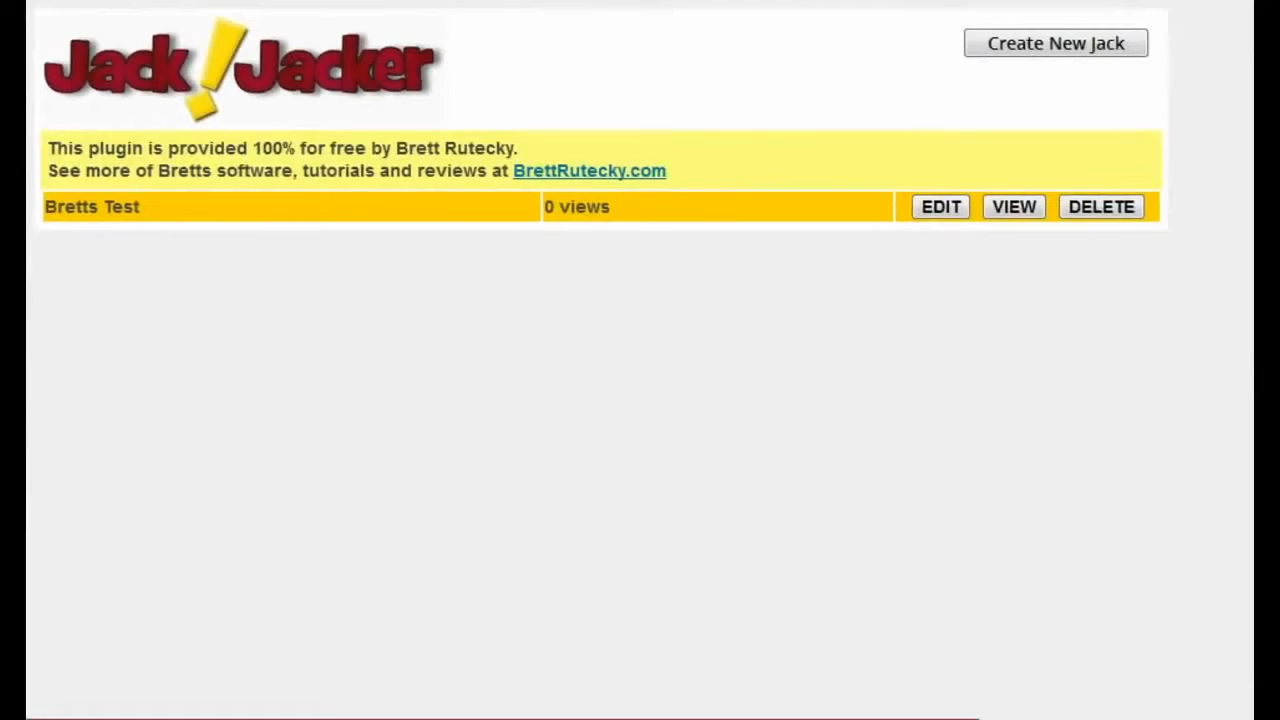 Jack!Jacker
Create New Jack
This plugin is provided 100% for free by Brett Rutecky.
See more of Bretts software, tutorials and reviews at BrettRutecky.com
Bretts Test 0 views EDIT VIEW DELETE